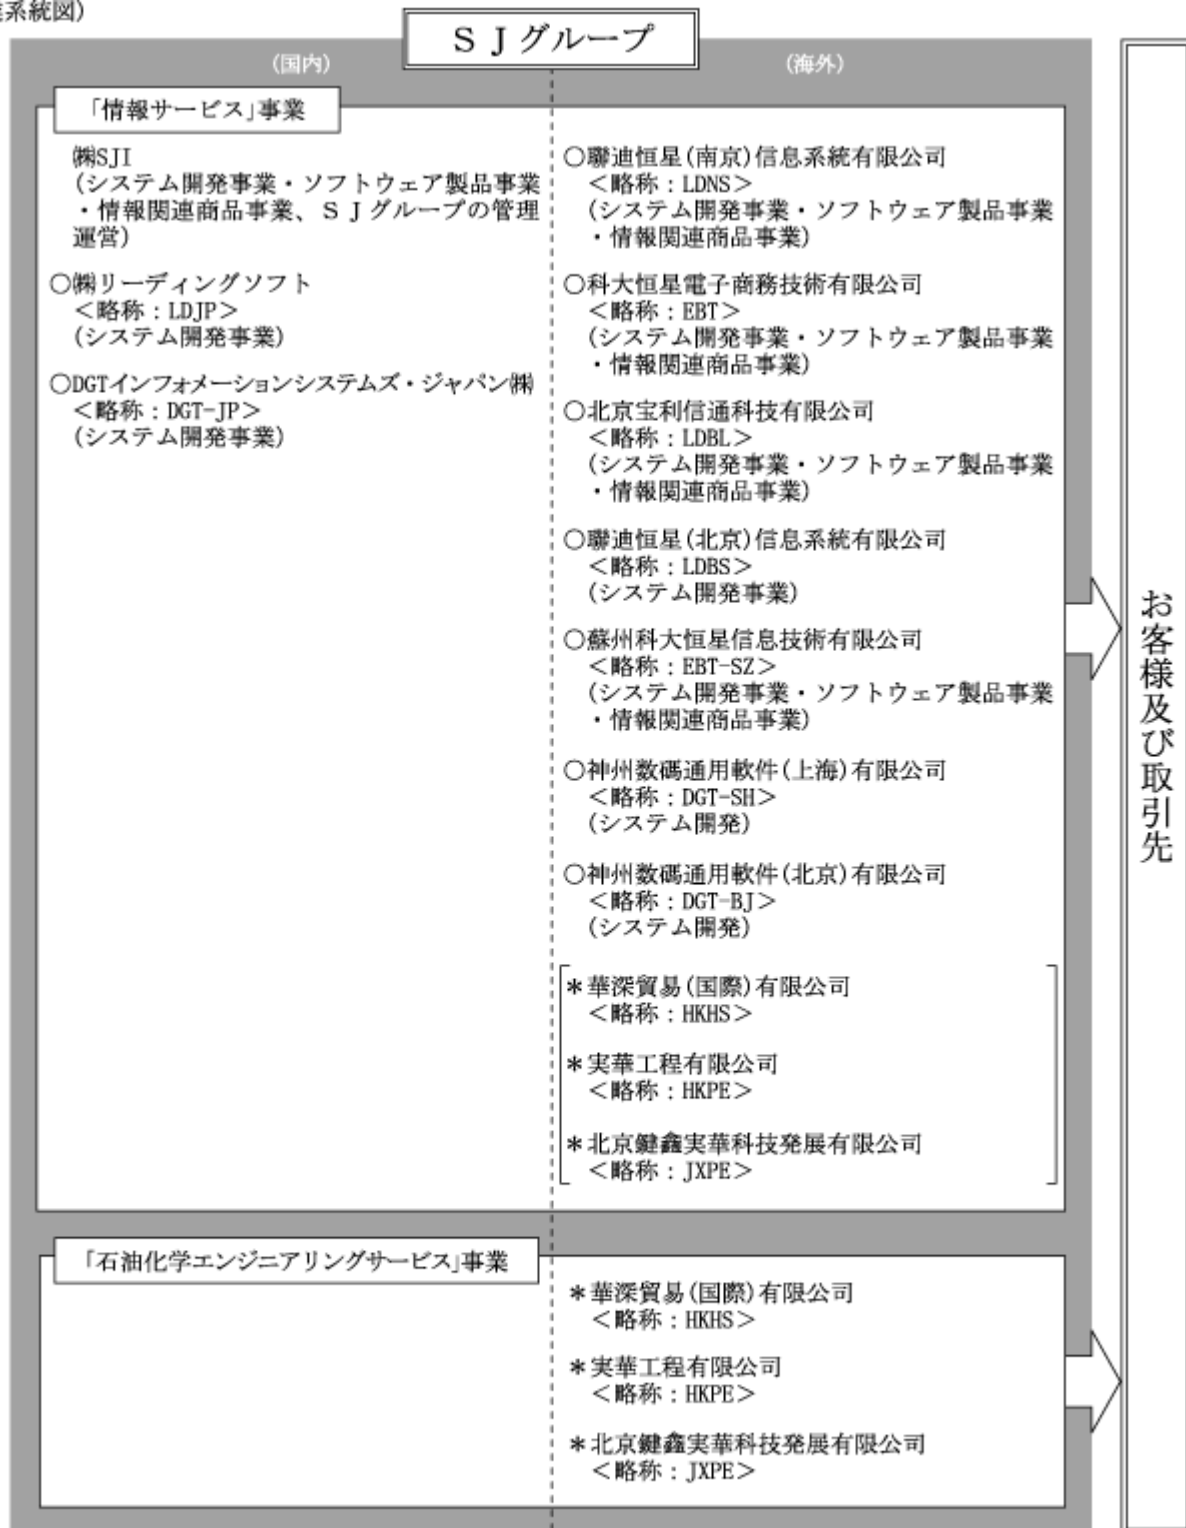 業系統図)
ＳＪグループ
(国内)
(海外)
「情報サービス」事業
㈱SJI
(システム開発事業・ソフトウェア製品事業
・情報関連商品事業、ＳＪグループの管理
運営)
○㈱リーディングソフト
＜略称：LDJP＞
(システム開発事業)
○DGTインフォメーションシステムズ・ジャパン㈱
＜略称：DGT-JP＞
(システム開発事業)
○聯迪恒星(南京)信息系統有限公司
＜略称：LDNS＞
(システム開発事業・ソフトウェア製品事業
・情報関連商品事業)
○科大恒星電子商務技術有限公司
＜略称：EBT＞
(システム開発事業・ソフトウェア製品事業
・情報関連商品事業)
○北京宝利信通科技有限公司
＜略称：LDBL＞
(システム開発事業・ソフトウェア製品事業
・情報関連商品事業)
○聯迪恒星(北京)信息系統有限公司
＜略称：LDBS＞
(システム開発事業)
○蘇州科大恒星信息技術有限公司
＜略称：EBT-SZ＞
(システム開発事業・ソフトウェア製品事業
・情報関連商品事業)
○神州数碼通用軟件(上海)有限公司
＜略称：DGT-SH＞
(システム開発)
○神州数碼通用軟件(北京)有限公司
＜略称：DGT-BJ＞
(システム開発)
＊華深貿易(国際)有限公司
＜略称：HKHS＞
＊実華工程有限公司
＜略称：HKPE＞
＊北京鍵鑫実華科技発展有限公司
＜略称：JXPE＞
「石油化学エンジニアリングサービス」事業
＊華深貿易(国際)有限公司
＜略称：HKHS＞
＊実華工程有限公司
＜略称：HKPE＞
＊北京鍵鑫実華科技発展有限公司
＜略称：JXPE＞
お客様及び取引先